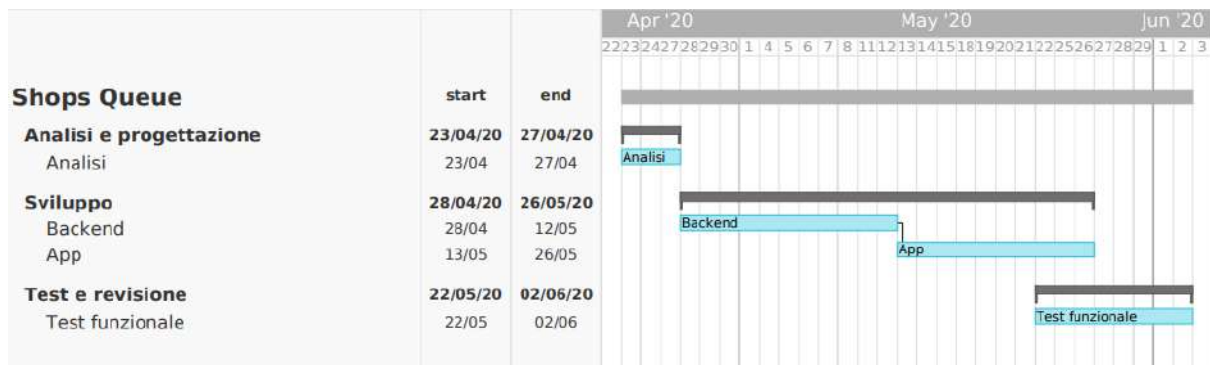 Apr '20 May '20 Jun '20
22 23 24 27 28 29 30 1 4 5 6 7 8 11 12 13 14 15 18 19 20 21 22 25 26 27 28 29 1 2 3
Shops Queue start end
Analisi e progettazione 23/04/20 27/04/20
Analisi 23/04 27/04 Analisi
Sviluppo 28/04/20 26/05/20
Backend 28/04 12/05 Backend
App 13/05 26/05 App
Test e revisione 22/05/20 02/06/20
Test funzionale 22/05 02/06 Test funzionale